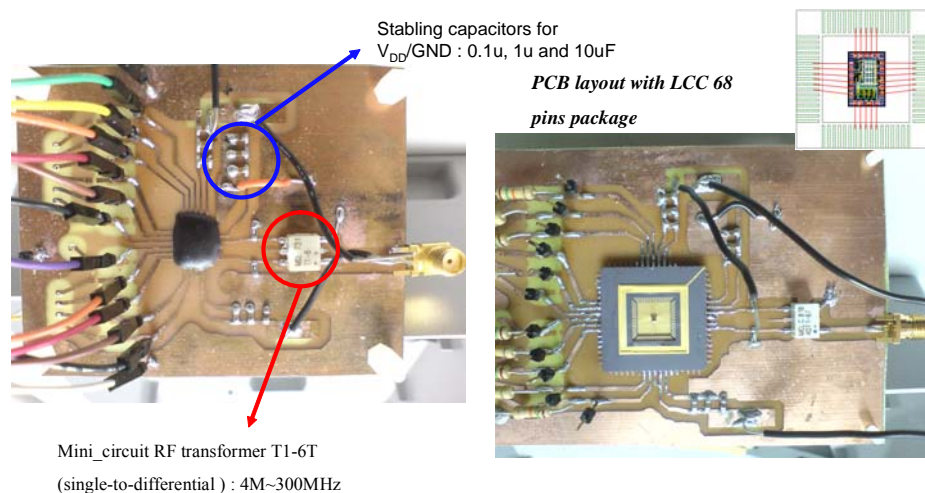 Stabling capacitors for
V_DD/GND : 0.1u, 1u and 10uF
PCB layout with LCC 68
pins package
Mini_circuit RF transformer T1-6T
(single-to-differential ) : 4M~300MHz